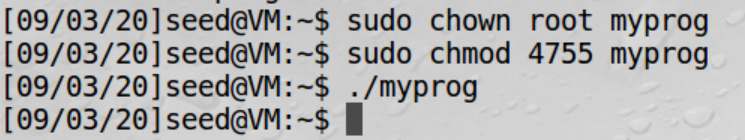 [09/03/20]seed@VM:~$ sudo chown root myprog
[09/03/20]seed@VM:~$ sudo chmod 4755 myprog
[09/03/20]seed@VM:~$ ./myprog
[09/03/20]seed@VM:~$